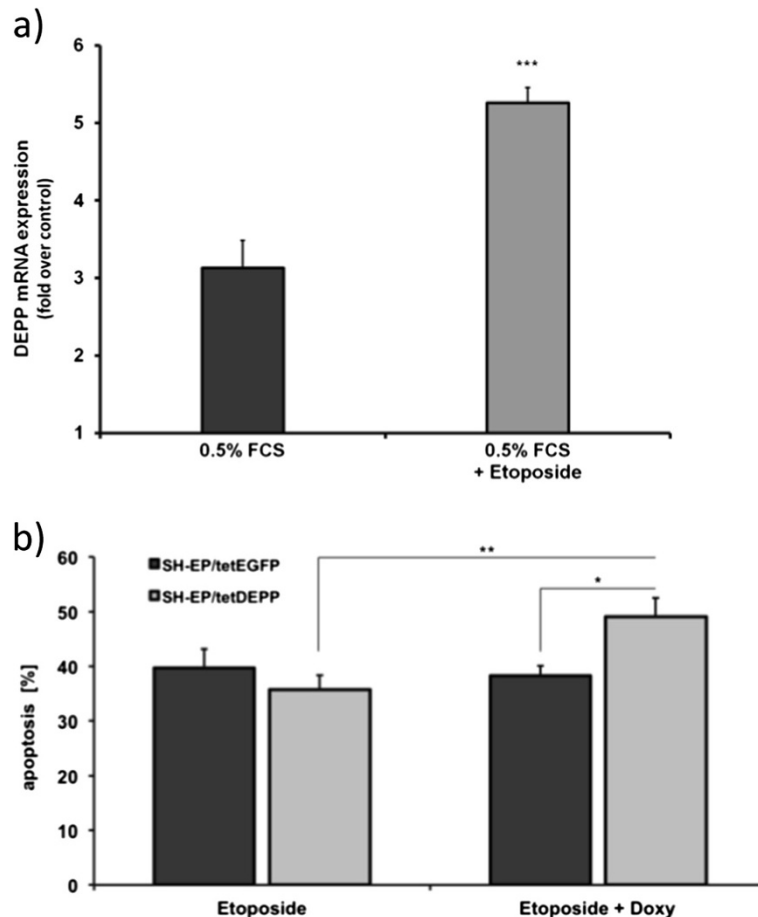 a)
6
5
4
3
2
1
DEPP mRNA expression
(fold over control)
***
0.5% FCS
0.5% FCS
+ Etoposide
b)
60
50
40
30
20
10
0
apoptosis [%]
SH-EP/tetEGFP
SH-EP/tetDEPP
**
*
Etoposide
Etoposide + Doxy